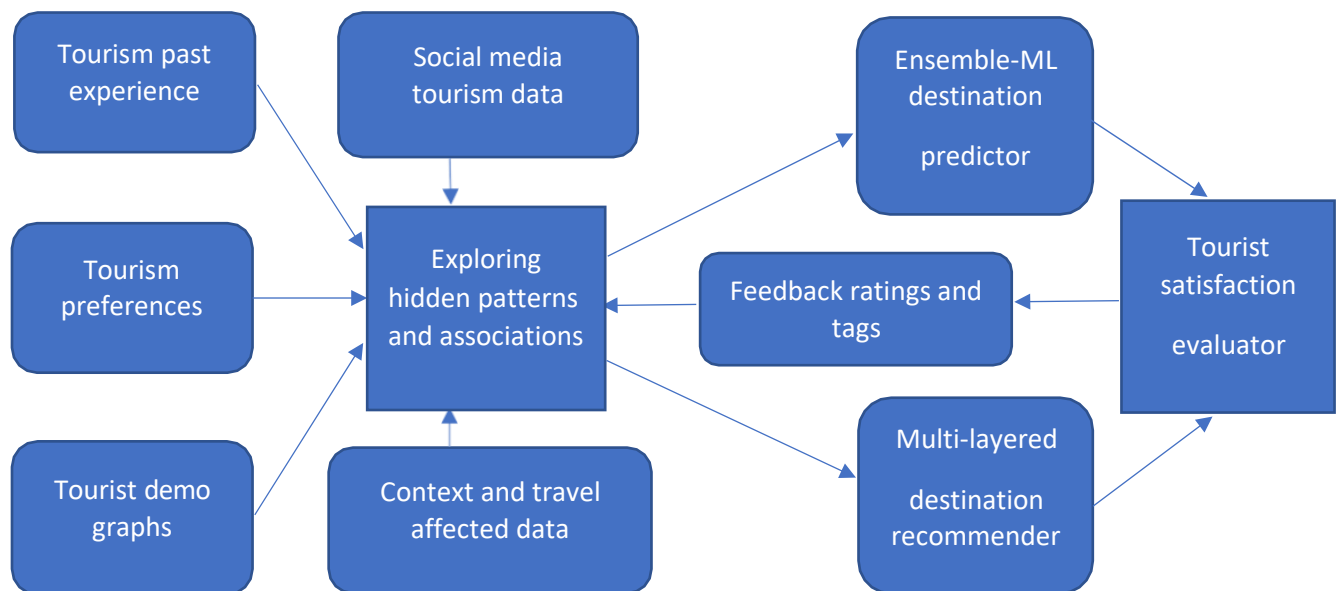 Tourism past
experience
Social media
tourism data
Ensemble-ML
destination
predictor
Tourism
preferences
Exploring
hidden patterns
and associations
Feedback ratings and
tags
Tourist
satisfaction
evaluator
Tourist demo
graphs
Context and travel
affected data
Multi-layered
destination
recommender